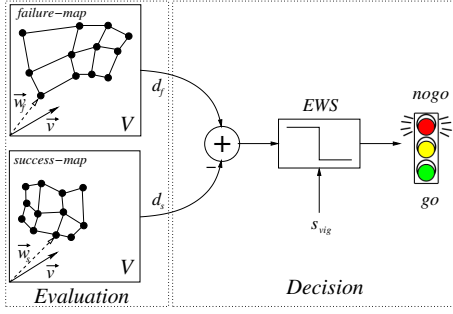 failure-map
w_f
v
V
d_f
success-map
w_s
v
V
d_s
+
−
EWS
s_vig
nogo
go
Evaluation
Decision